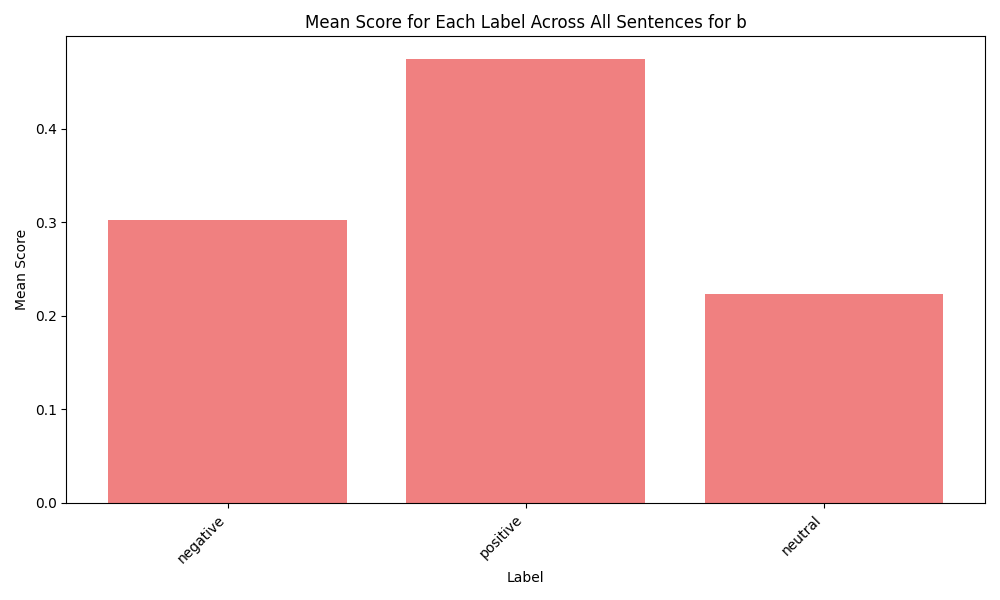 Mean Score for Each Label Across All Sentences for b
Mean Score
0.4
0.3
0.2
0.1
0.0
negative
positive
neutral
Label